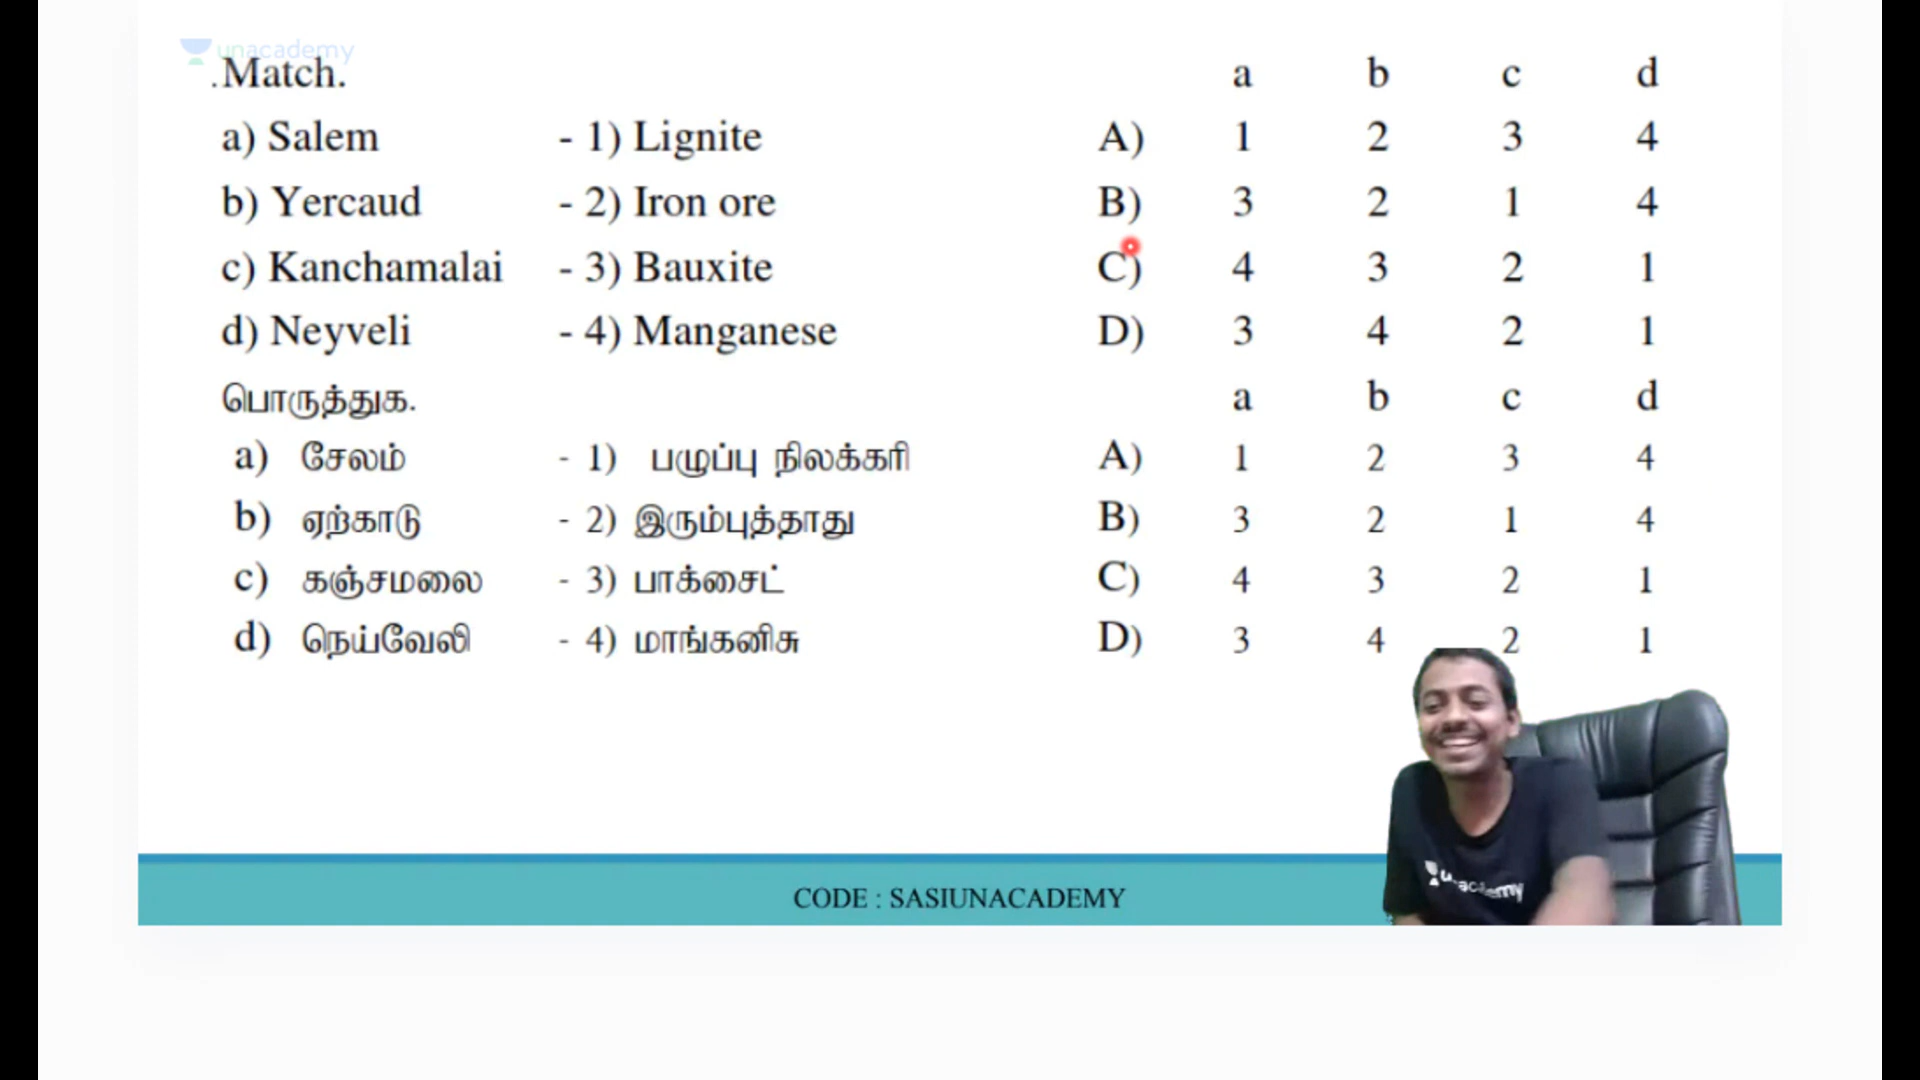 unacademy
.Match. a b c d
a) Salem - 1) Lignite A) 1 2 3 4
b) Yercaud - 2) Iron ore B) 3 2 1 4
c) Kanchamalai - 3) Bauxite C) 4 3 2 1
d) Neyveli - 4) Manganese D) 3 4 2 1
பொருத்துக. a b c d
a) சேலம் - 1) பழுப்பு நிலக்கரி A) 1 2 3 4
b) ஏற்காடு - 2) இரும்புத்தாது B) 3 2 1 4
c) கஞ்சமலை - 3) பாக்சைட் C) 4 3 2 1
d) நெய்வேலி - 4) மாங்கனிசு D) 3 4 2 1
unacademy
CODE : SASIUNACADEMY